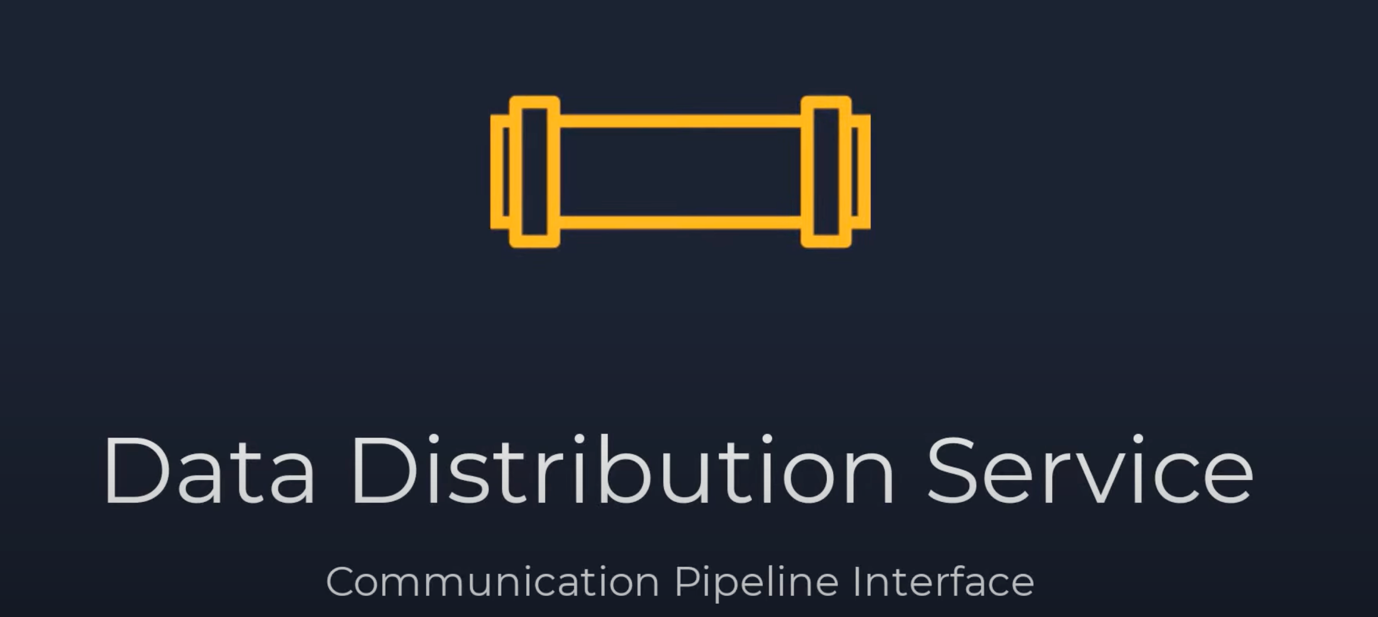 Data Distribution Service
Communication Pipeline Interface